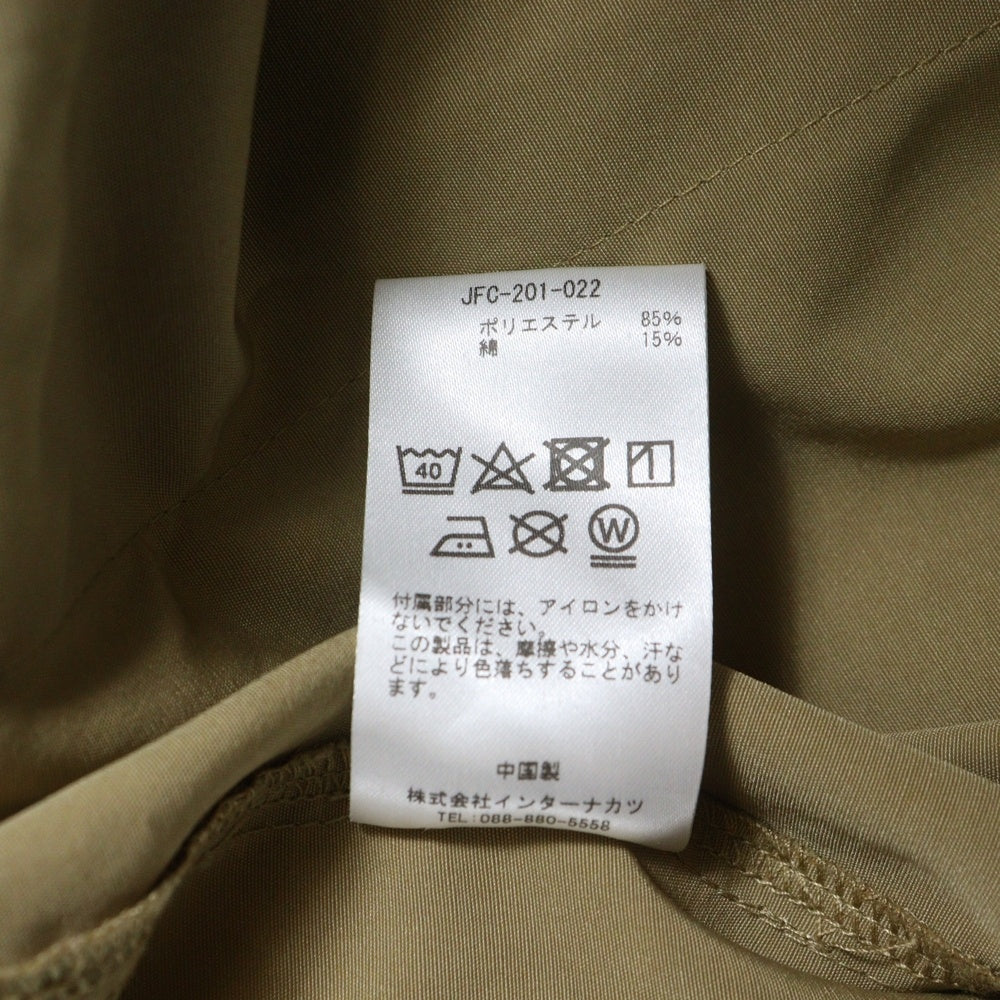 JFC-201-022
ポリエステル 85%
綿 15%
40
W
付属部分には、アイロンをかけ
ないでください。
この製品は、摩擦や水分、汗な
どにより色落ちすることがあり
ます。
中国製
株式会社インターナカツ
TEL:088-880-5558